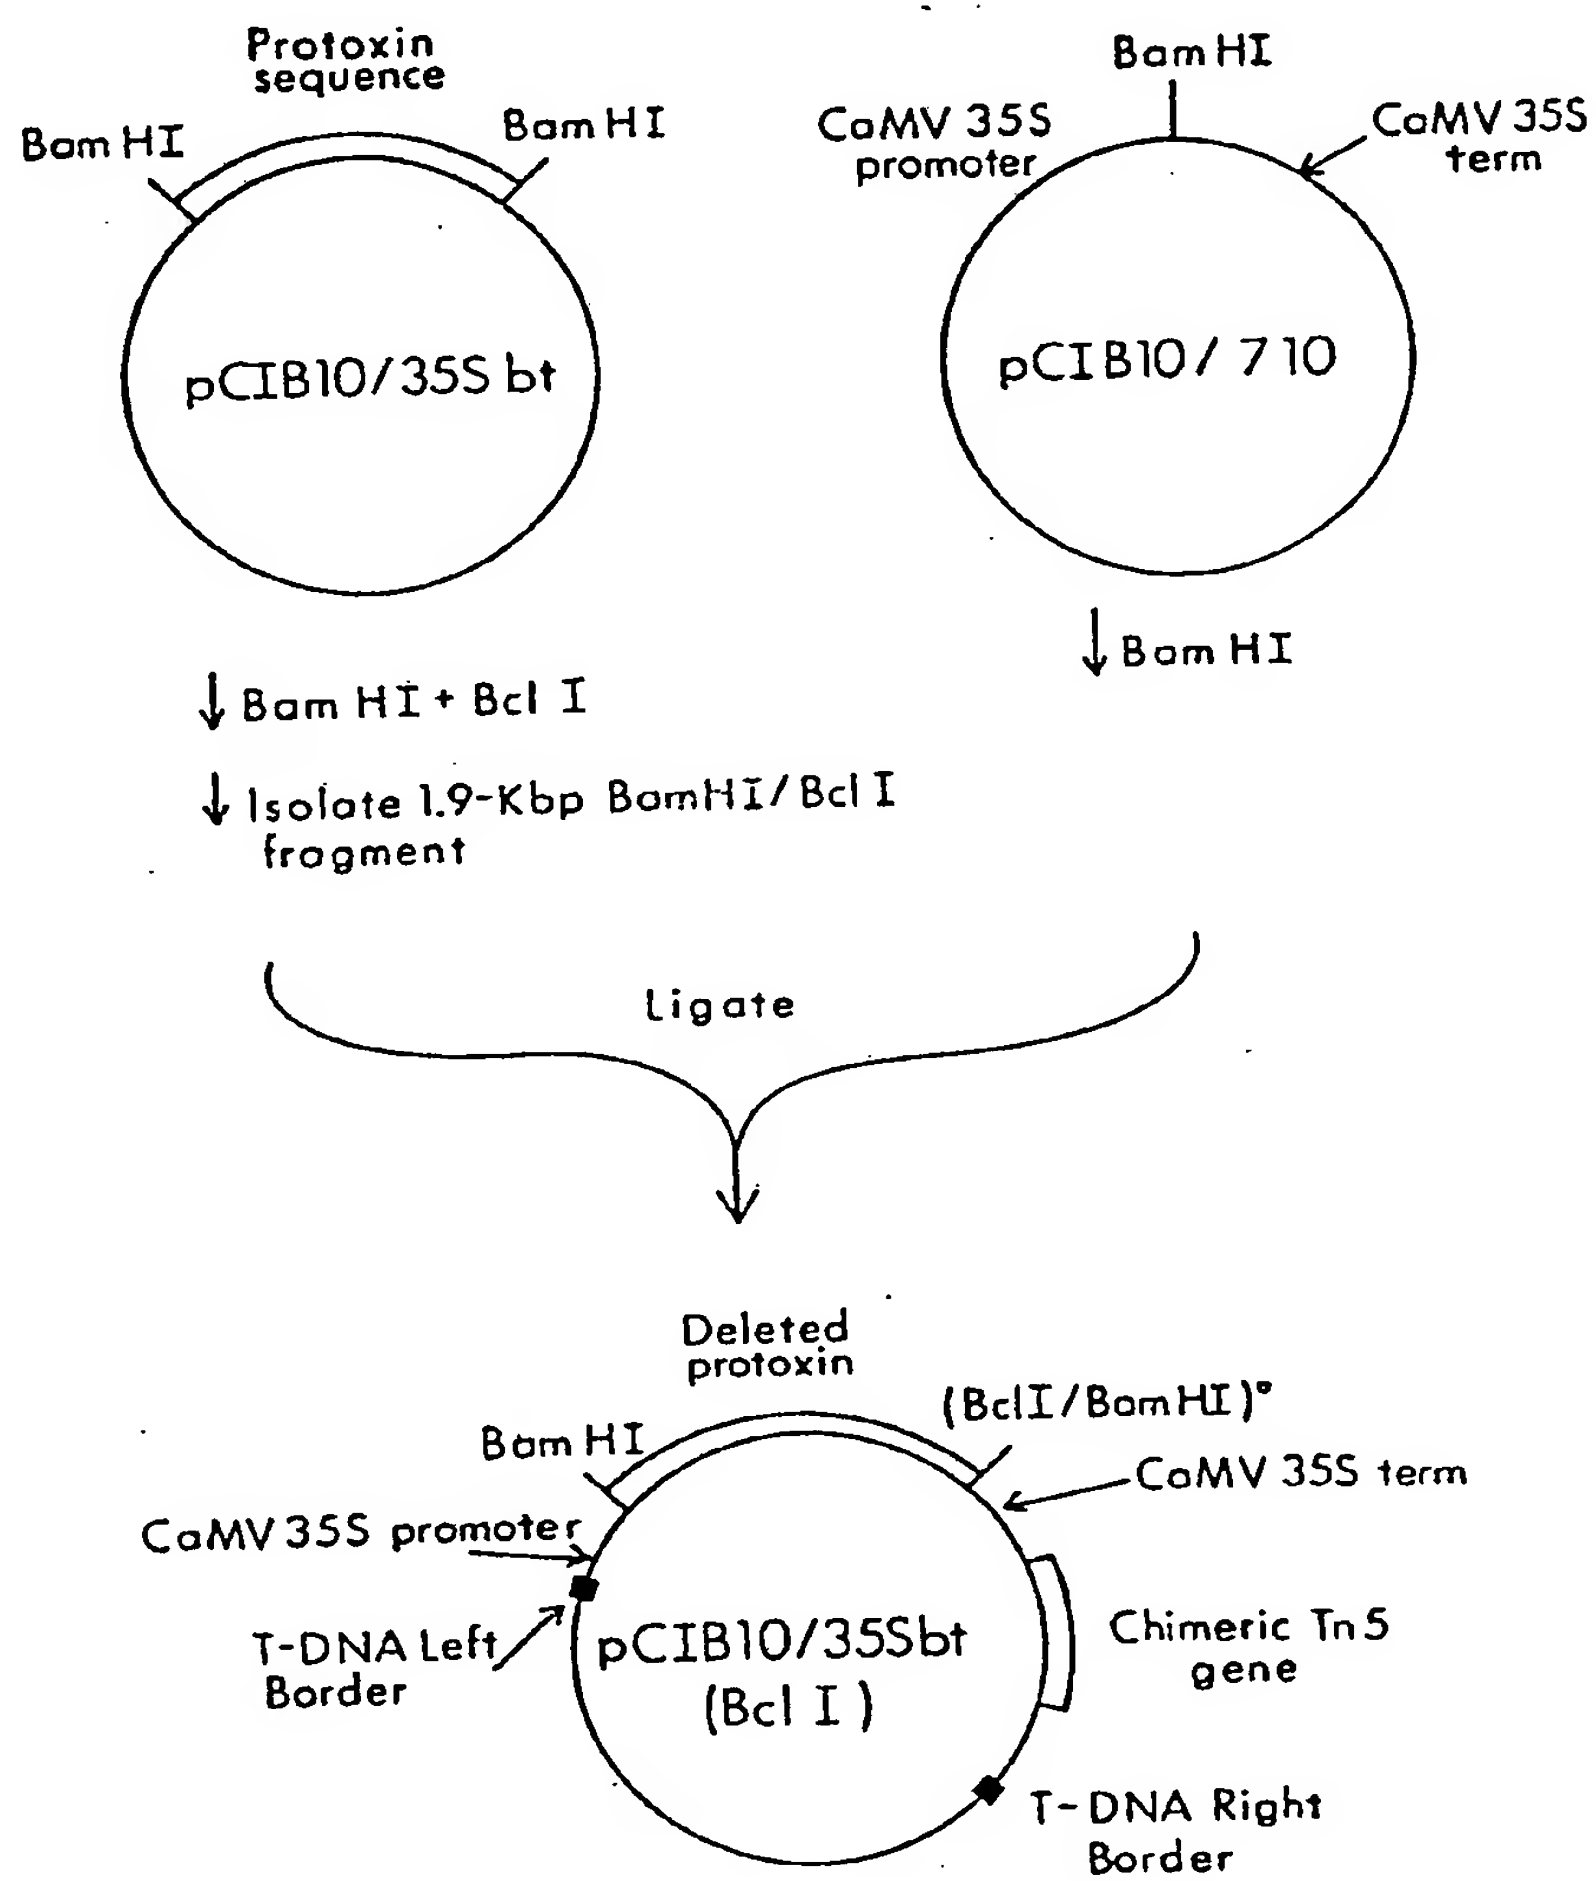 Protoxin
sequence
Bam HI
Bam HI
pCIB10/35S bt
Bam HI
CaMV 35S
promoter
CaMV 35S
term
pCIB10/710
Bam HI
Bam HI + Bcl I
Isolate 1.9-Kbp BamHI/Bcl I
fragment
Ligate
Deleted
protoxin
Bam HI
(BclI/BamHI)°
CaMV 35S term
CaMV 35S promoter
T-DNA Left
Border
pCIB10/35Sbt
(Bcl I)
Chimeric Tn5
gene
T-DNA Right
Border